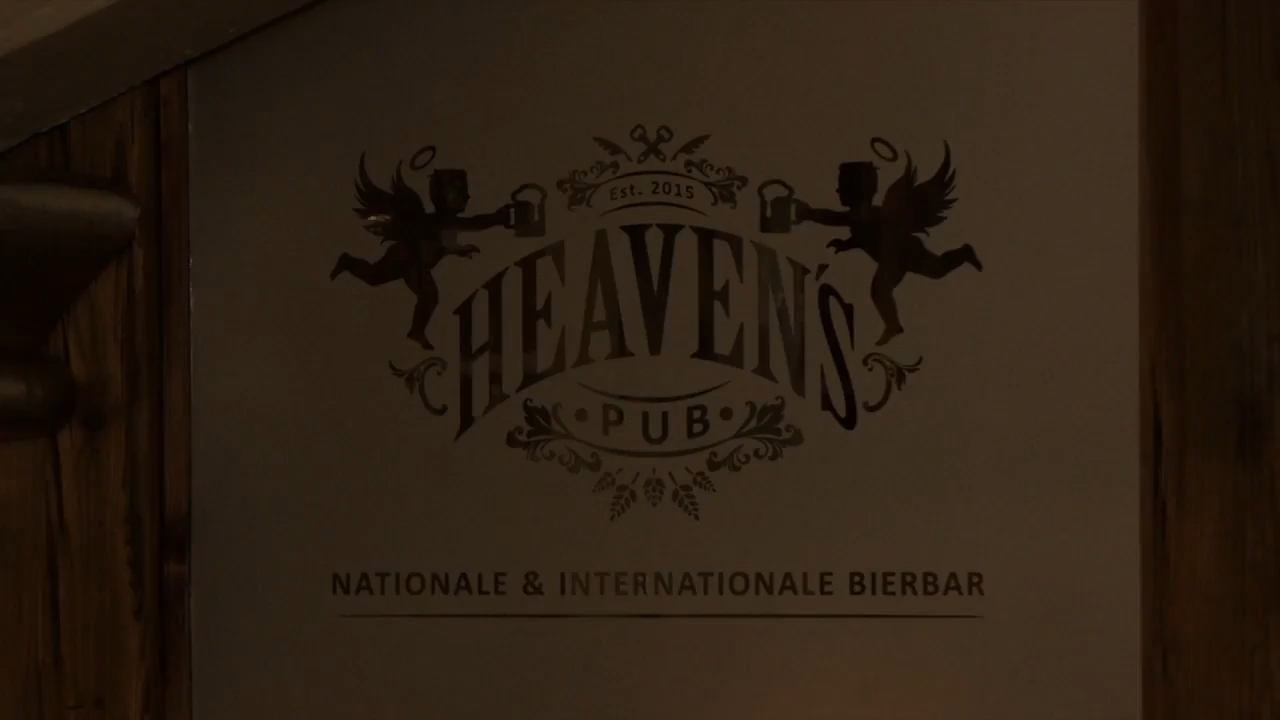 Est. 2015
HEAVEN'S
• PUB •
NATIONALE & INTERNATIONALE BIERBAR